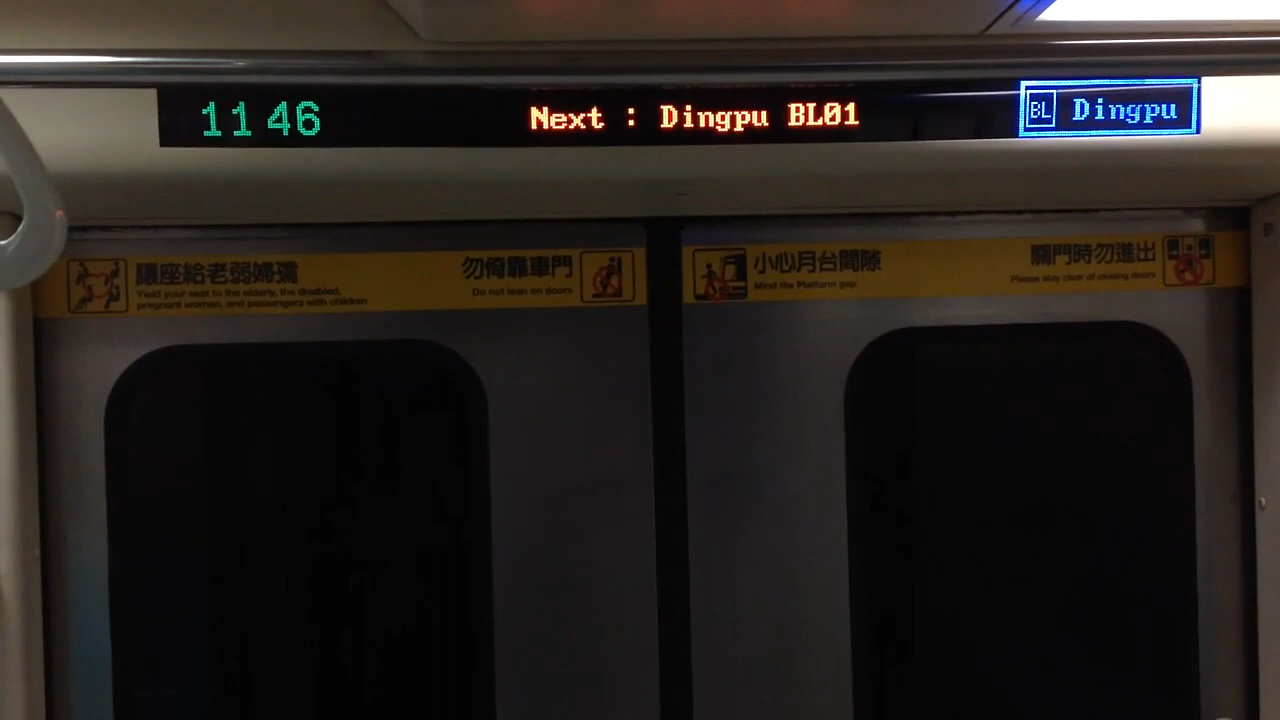 11 46
Next : Dingpu BL01
BL Dingpu
讓座給老弱婦孺
Yield your seat to the elderly, the disabled,
pregnant women, and passengers with children
勿倚靠車門
Do not lean on doors
小心月台間隙
Mind the Platform gap
關門時勿進出
Please stay clear of closing doors